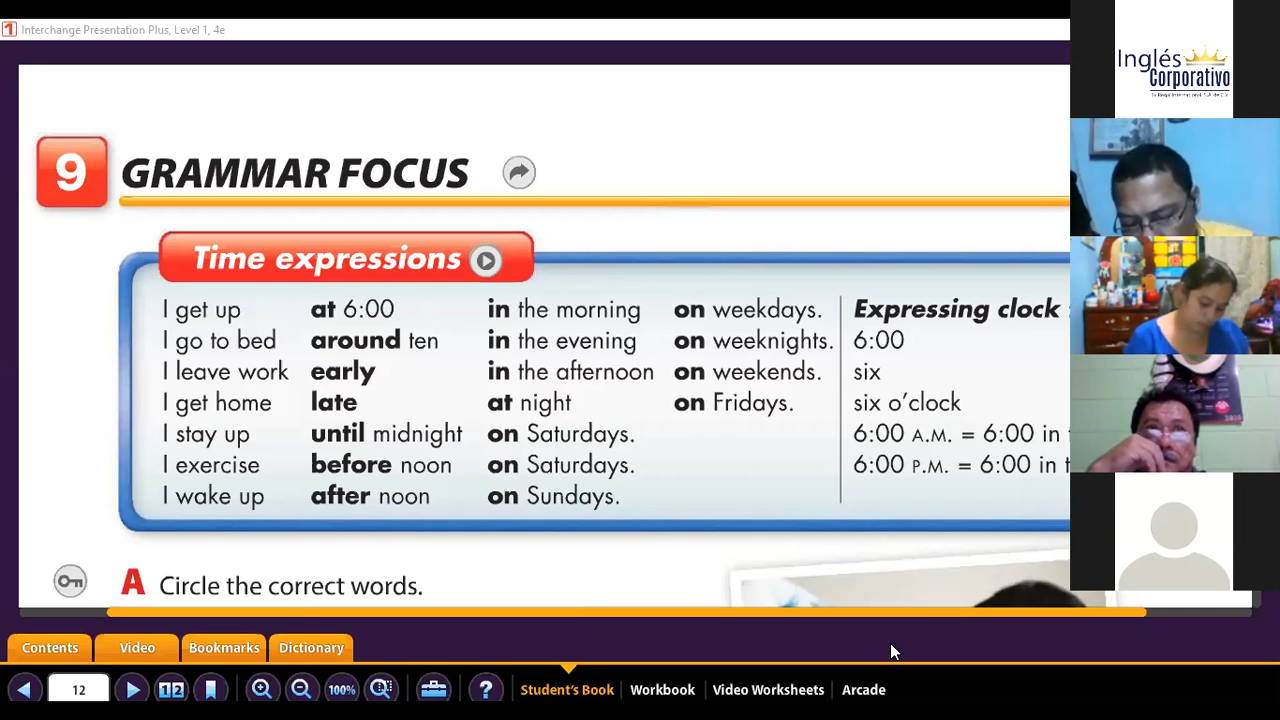 Interchange Presentation Plus, Level 1, 4e
Inglés
Corporativo
9 GRAMMAR FOCUS
Time expressions
I get up at 6:00 in the morning on weekdays. Expressing clock
I go to bed around ten in the evening on weeknights. 6:00
I leave work early in the afternoon on weekends. six
I get home late at night on Fridays. six o'clock
I stay up until midnight on Saturdays. 6:00 A.M. = 6:00 in
I exercise before noon on Saturdays. 6:00 P.M. = 6:00 in
I wake up after noon on Sundays.
A Circle the correct words.
Contents Video Bookmarks Dictionary
12 12 100% ? Student's Book Workbook Video Worksheets Arcade